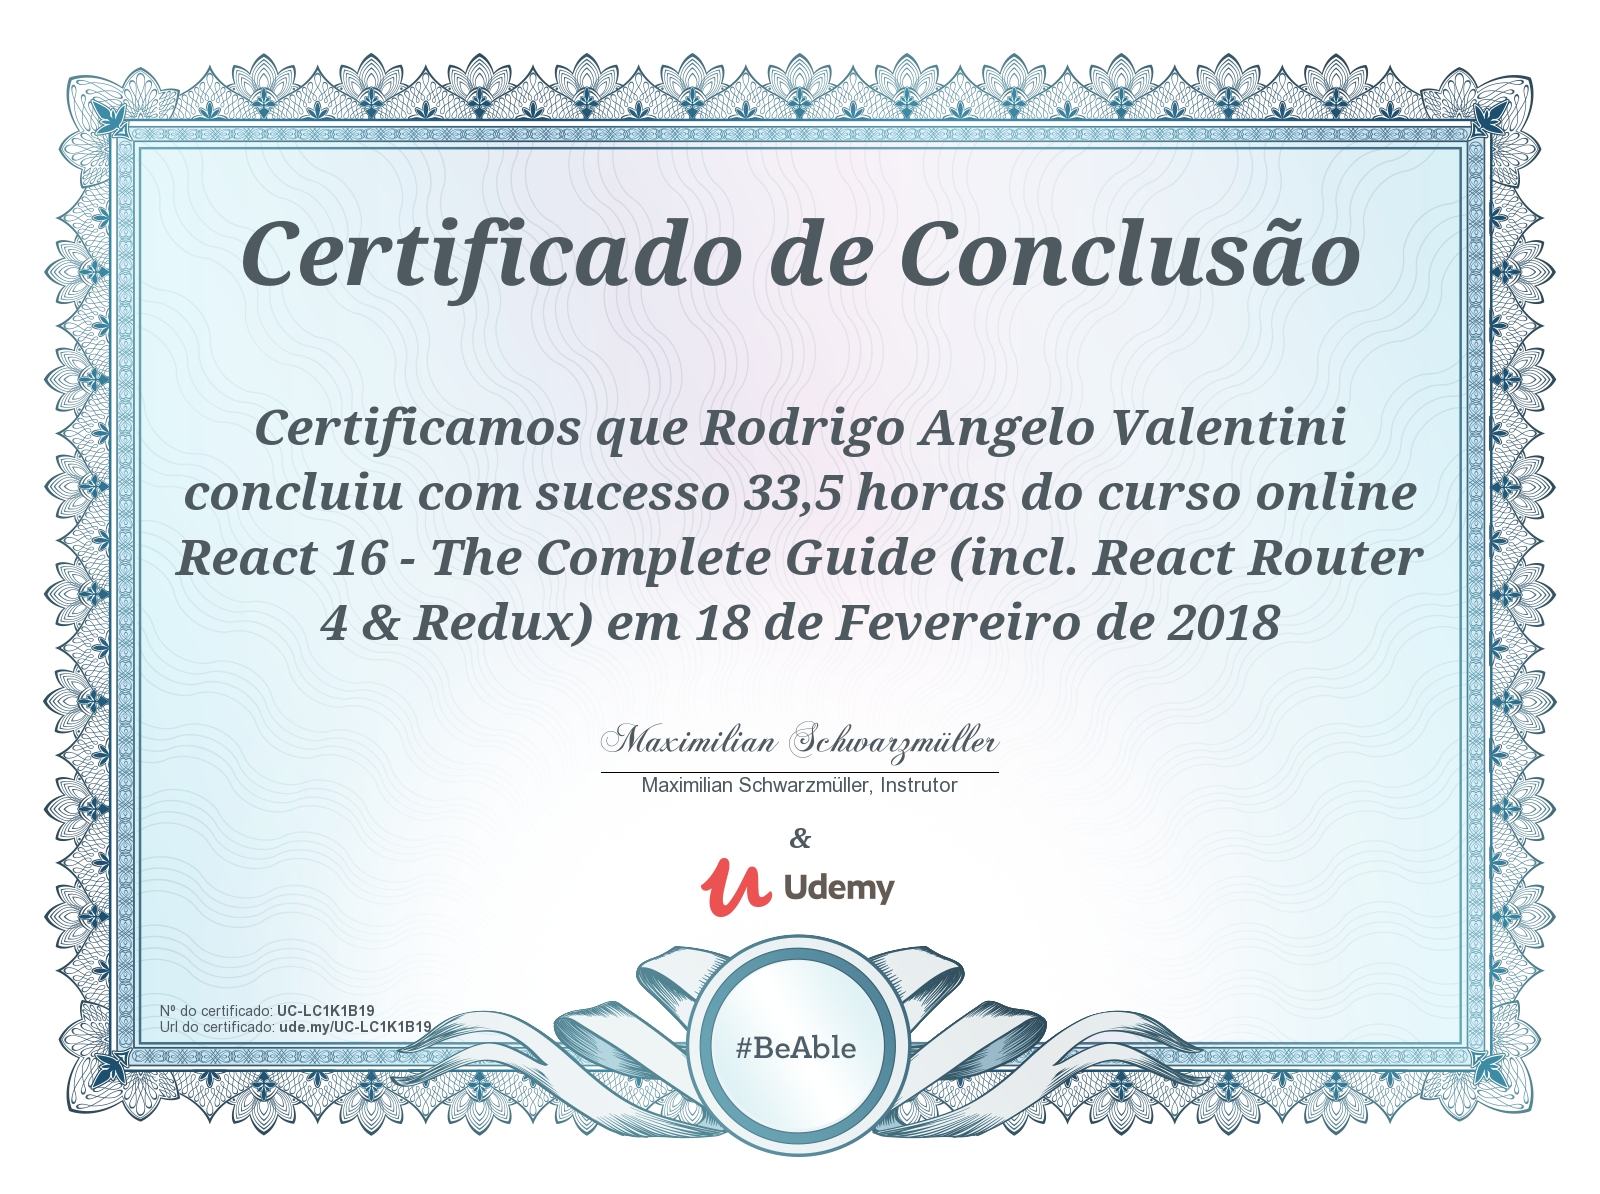 Certificado de Conclusão
Certificamos que Rodrigo Angelo Valentini
concluiu com sucesso 33,5 horas do curso online
React 16 - The Complete Guide (incl. React Router
4 & Redux) em 18 de Fevereiro de 2018
Maximilian Schwarzmüller
Maximilian Schwarzmüller, Instrutor
&
Udemy
Nº do certificado: UC-LC1K1B19
Url do certificado: ude.my/UC-LC1K1B19
#BeAble